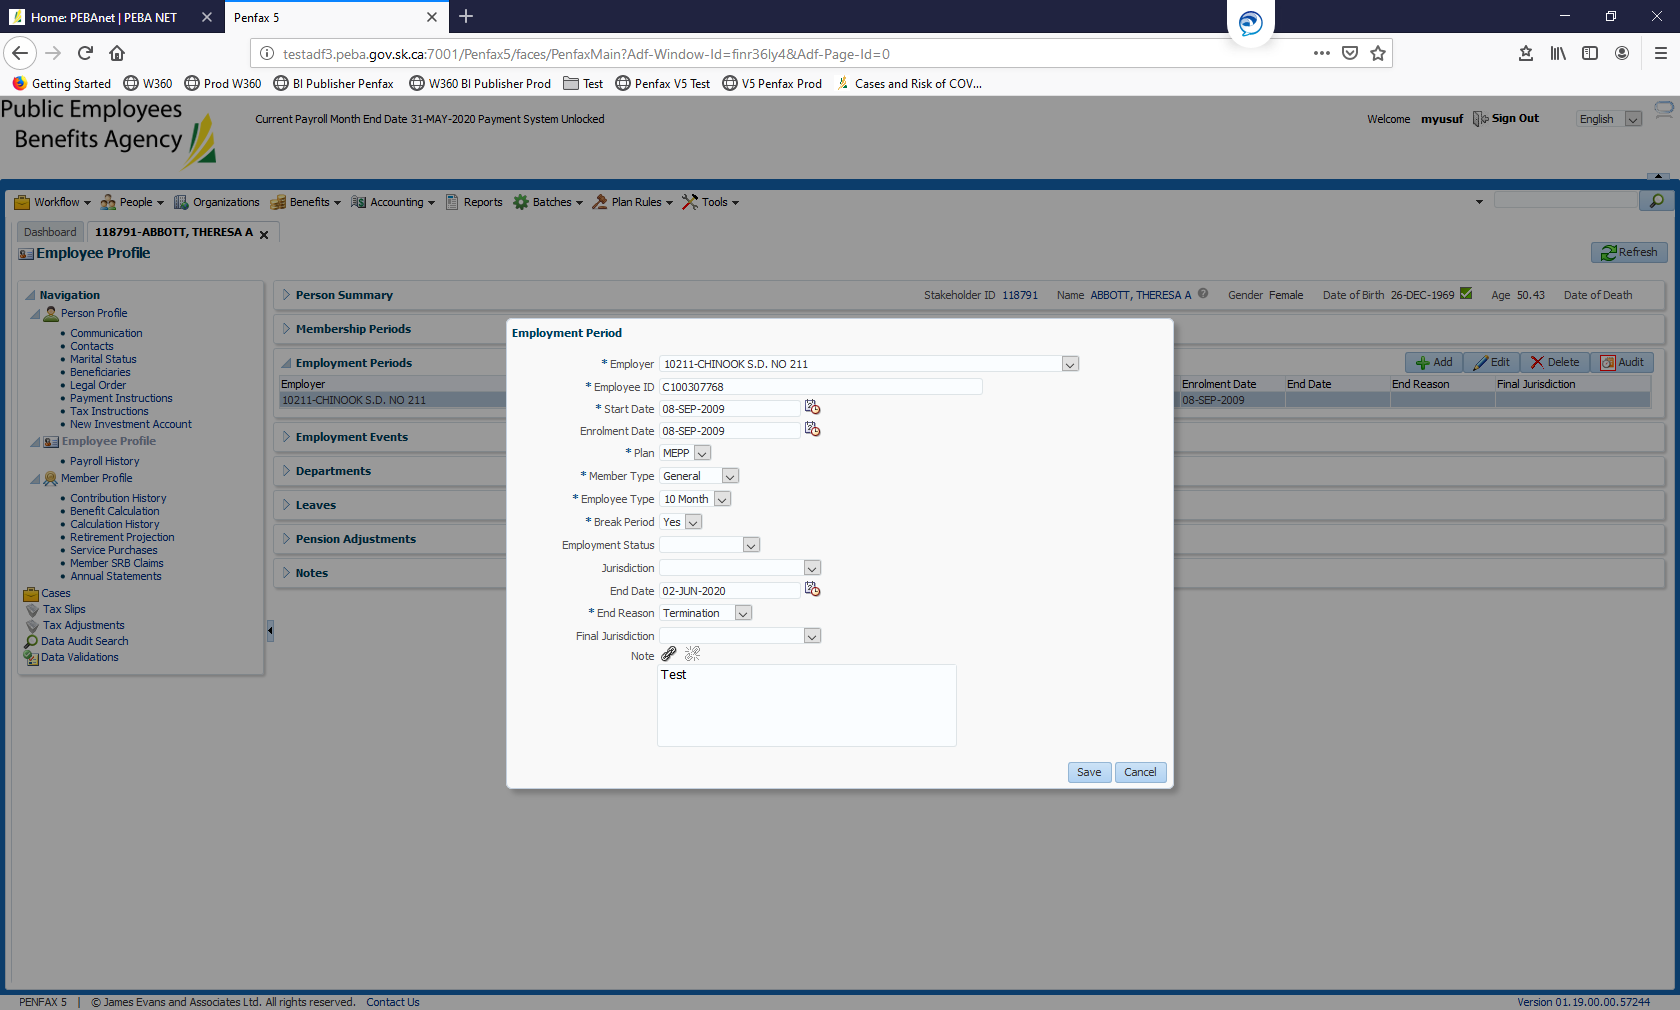 Home: PEBAnet | PEBA NET
Penfax 5
testadf3.peba.gov.sk.ca:7001/Penfax5/faces/PenfaxMain?Adf-Window-Id=finr36ly4&Adf-Page-Id=0
Getting Started W360 Prod W360 BI Publisher Penfax W360 BI Publisher Prod Test Penfax V5 Test V5 Penfax Prod Cases and Risk of COV...
Public Employees
Benefits Agency
Current Payroll Month End Date 31-MAY-2020 Payment System Unlocked
Welcome myusuf Sign Out English
Workflow People Organizations Benefits Accounting Reports Batches Plan Rules Tools
Dashboard 118791-ABBOTT, THERESA A
Employee Profile
Refresh
Navigation
Person Profile
Communication
Contacts
Marital Status
Beneficiaries
Legal Order
Payment Instructions
Tax Instructions
New Investment Account
Employee Profile
Payroll History
Member Profile
Contribution History
Benefit Calculation
Calculation History
Retirement Projection
Service Purchases
Member SRB Claims
Annual Statements
Cases
Tax Slips
Tax Adjustments
Data Audit Search
Data Validations
Person Summary Stakeholder ID 118791 Name ABBOTT, THERESA A Gender Female Date of Birth 26-DEC-1969 Age 50.43 Date of Death
Membership Periods
Employment Periods Add Edit Delete Audit
Employer Enrolment Date End Date End Reason Final Jurisdiction
10211-CHINOOK S.D. NO 211 08-SEP-2009
Employment Events
Departments
Leaves
Pension Adjustments
Notes
Employment Period
* Employer 10211-CHINOOK S.D. NO 211
* Employee ID C100307768
* Start Date 08-SEP-2009
Enrolment Date 08-SEP-2009
* Plan MEPP
* Member Type General
* Employee Type 10 Month
* Break Period Yes
Employment Status
Jurisdiction
End Date 02-JUN-2020
* End Reason Termination
Final Jurisdiction
Note
Test
Save Cancel
PENFAX 5 | © James Evans and Associates Ltd. All rights reserved. Contact Us
Version 01.19.00.00.57244